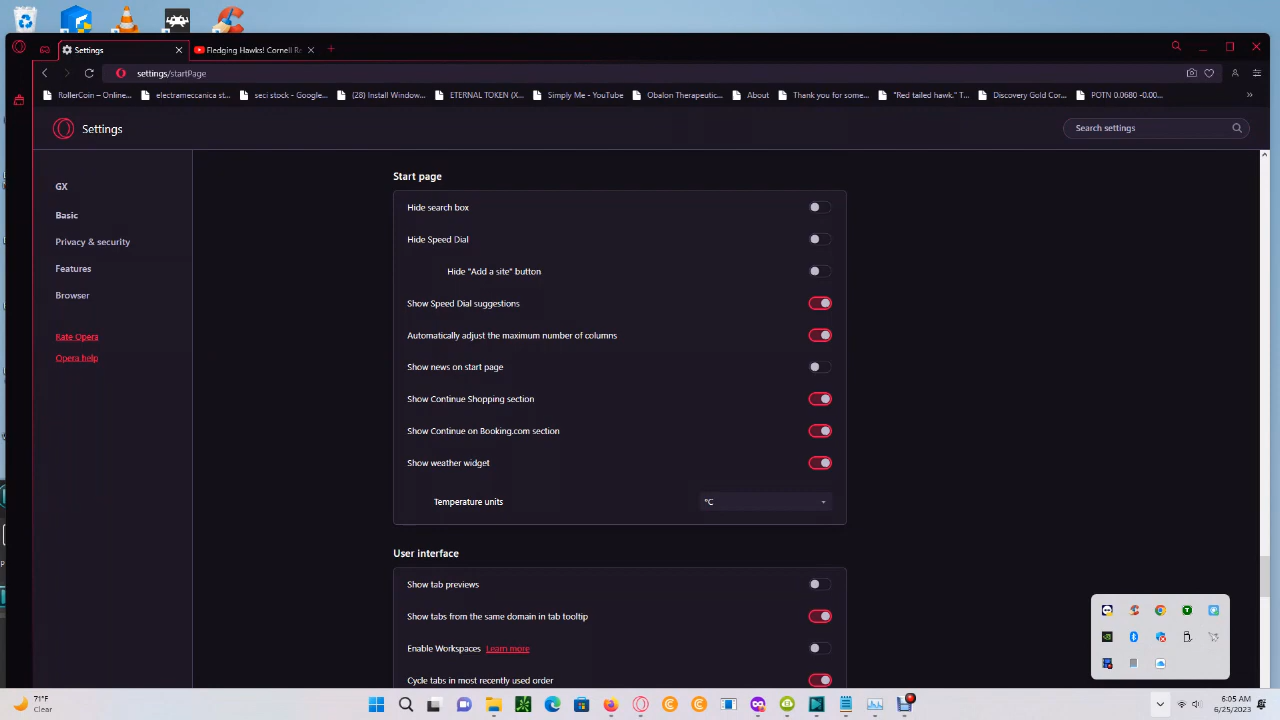 Settings
Fledging Hawks! Cornell Re
settings/startPage
RollerCoin – Online...
electrameccanica st...
seci stock - Google...
(28) Install Window...
ETERNAL TOKEN (X...
Simply Me - YouTube
Obalon Therapeutic...
About
Thank you for some...
"Red tailed hawk." T...
Discovery Gold Cor...
POTN 0.0680 -0.00...
Settings
Search settings
GX
Basic
Privacy & security
Features
Browser
Rate Opera
Opera help
Start page
Hide search box
Hide Speed Dial
Hide "Add a site" button
Show Speed Dial suggestions
Automatically adjust the maximum number of columns
Show news on start page
Show Continue Shopping section
Show Continue on Booking.com section
Show weather widget
Temperature units
°C
User interface
Show tab previews
Show tabs from the same domain in tab tooltip
Enable Workspaces Learn more
Cycle tabs in most recently used order
71°F
Clear
6:05 AM
6/25/2023